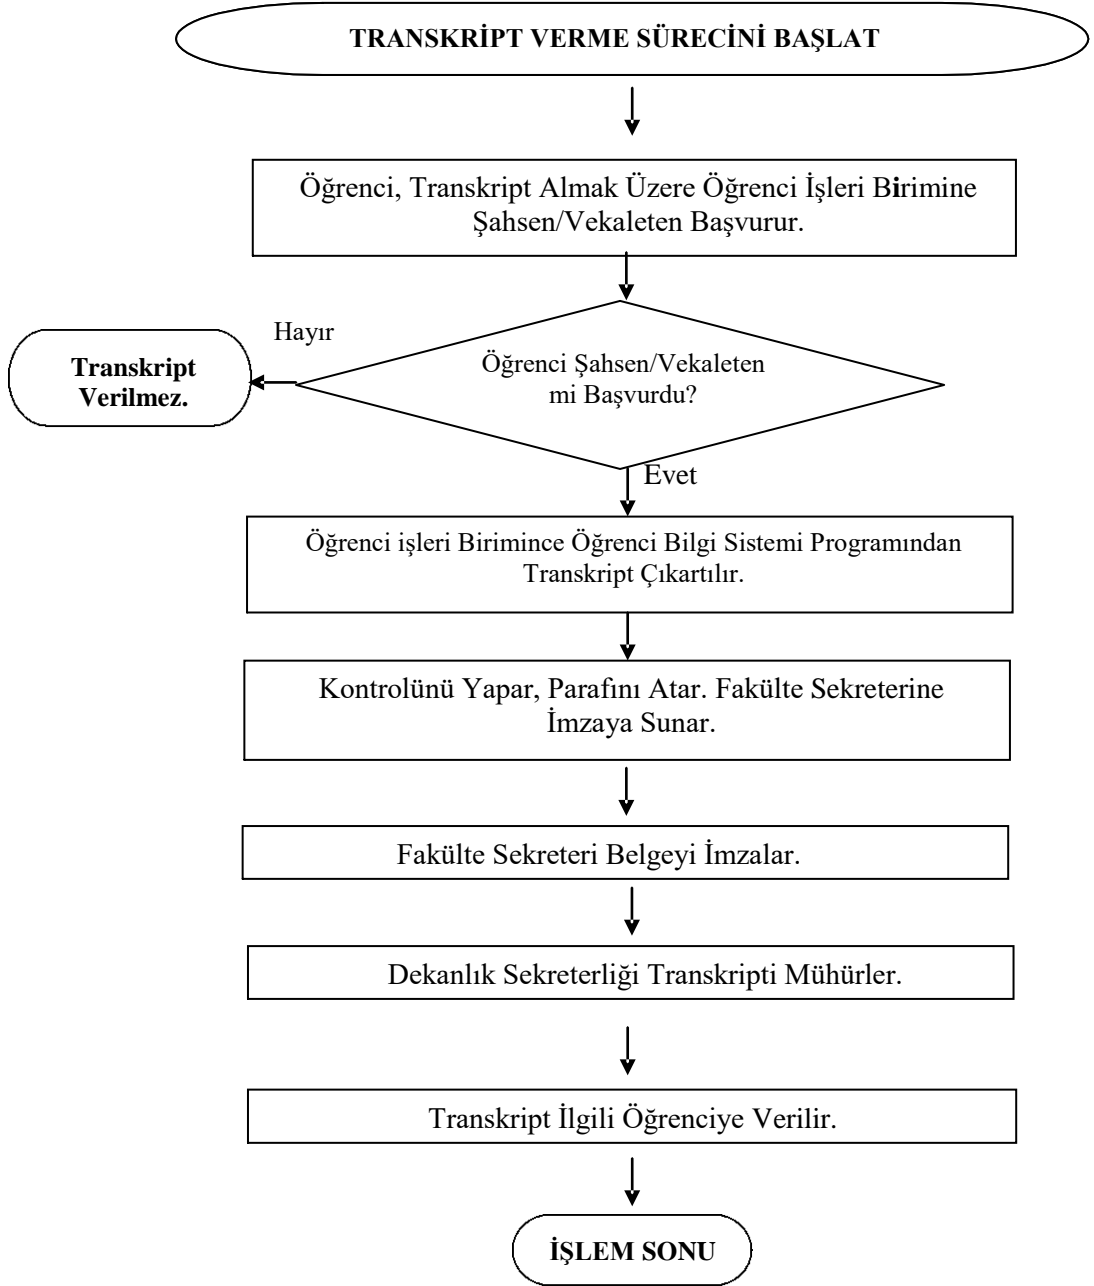 TRANSKRİPT VERME SÜRECİNİ BAŞLAT
Öğrenci, Transkript Almak Üzere Öğrenci İşleri Birimine
Şahsen/Vekaleten Başvurur.
Hayır
Öğrenci Şahsen/Vekaleten
mi Başvurdu?
Transkript
Verilmez.
Evet
Öğrenci işleri Birimince Öğrenci Bilgi Sistemi Programından
Transkript Çıkartılır.
Kontrolünü Yapar, Parafını Atar. Fakülte Sekreterine
İmzaya Sunar.
Fakülte Sekreteri Belgeyi İmzalar.
Dekanlık Sekreterliği Transkripti Mühürler.
Transkript İlgili Öğrenciye Verilir.
İŞLEM SONU